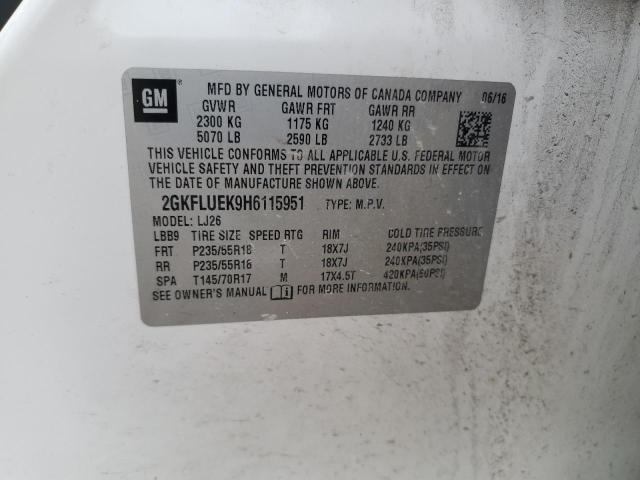 GM MFD BY GENERAL MOTORS OF CANADA COMPANY 06/16
GVWR GAWR FRT GAWR RR
2300 KG 1175 KG 1240 KG
5070 LB 2590 LB 2733 LB
THIS VEHICLE CONFORMS TO ALL APPLICABLE U.S. FEDERAL MOTOR
VEHICLE SAFETY AND THEFT PREVENTION STANDARDS IN EFFECT ON
THE DATE OF MANUFACTURE SHOWN ABOVE.
2GKFLUEK9H6115951 TYPE: M.P.V.
MODEL: LJ26
LBB9 TIRE SIZE SPEED RTG RIM COLD TIRE PRESSURE
FRT P235/55R18 T 18X7J 240KPA(35PSI)
RR P235/55R18 T 18X7J 240KPA(35PSI)
SPA T145/70R17 M 17X4.5T 420KPA(60PSI)
SEE OWNER'S MANUAL FOR MORE INFORMATION.